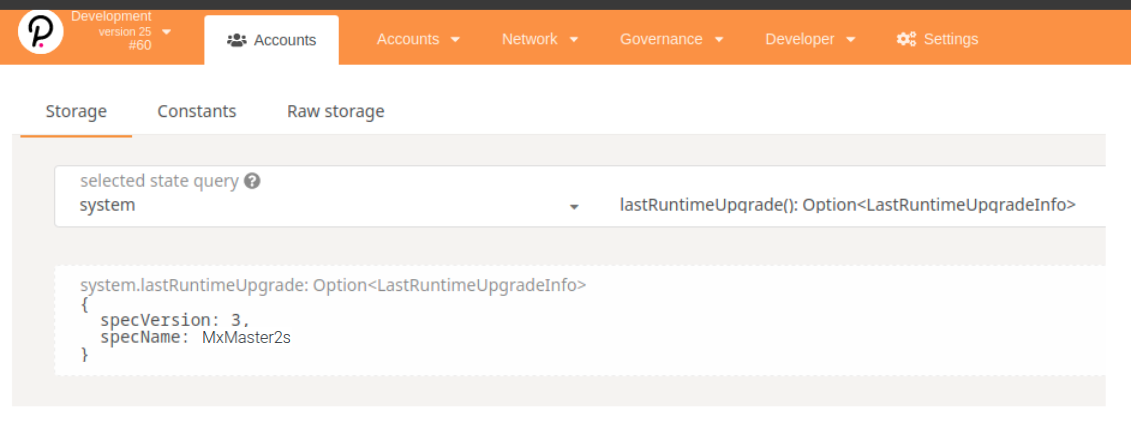 Development
version 25
#60
Accounts
Accounts
Network
Governance
Developer
Settings
Storage
Constants
Raw storage
selected state query
system
lastRuntimeUpgrade(): Option<LastRuntimeUpgradeInfo>
system.lastRuntimeUpgrade: Option<LastRuntimeUpgradeInfo>
{
specVersion: 3,
specName: MxMaster2s
}